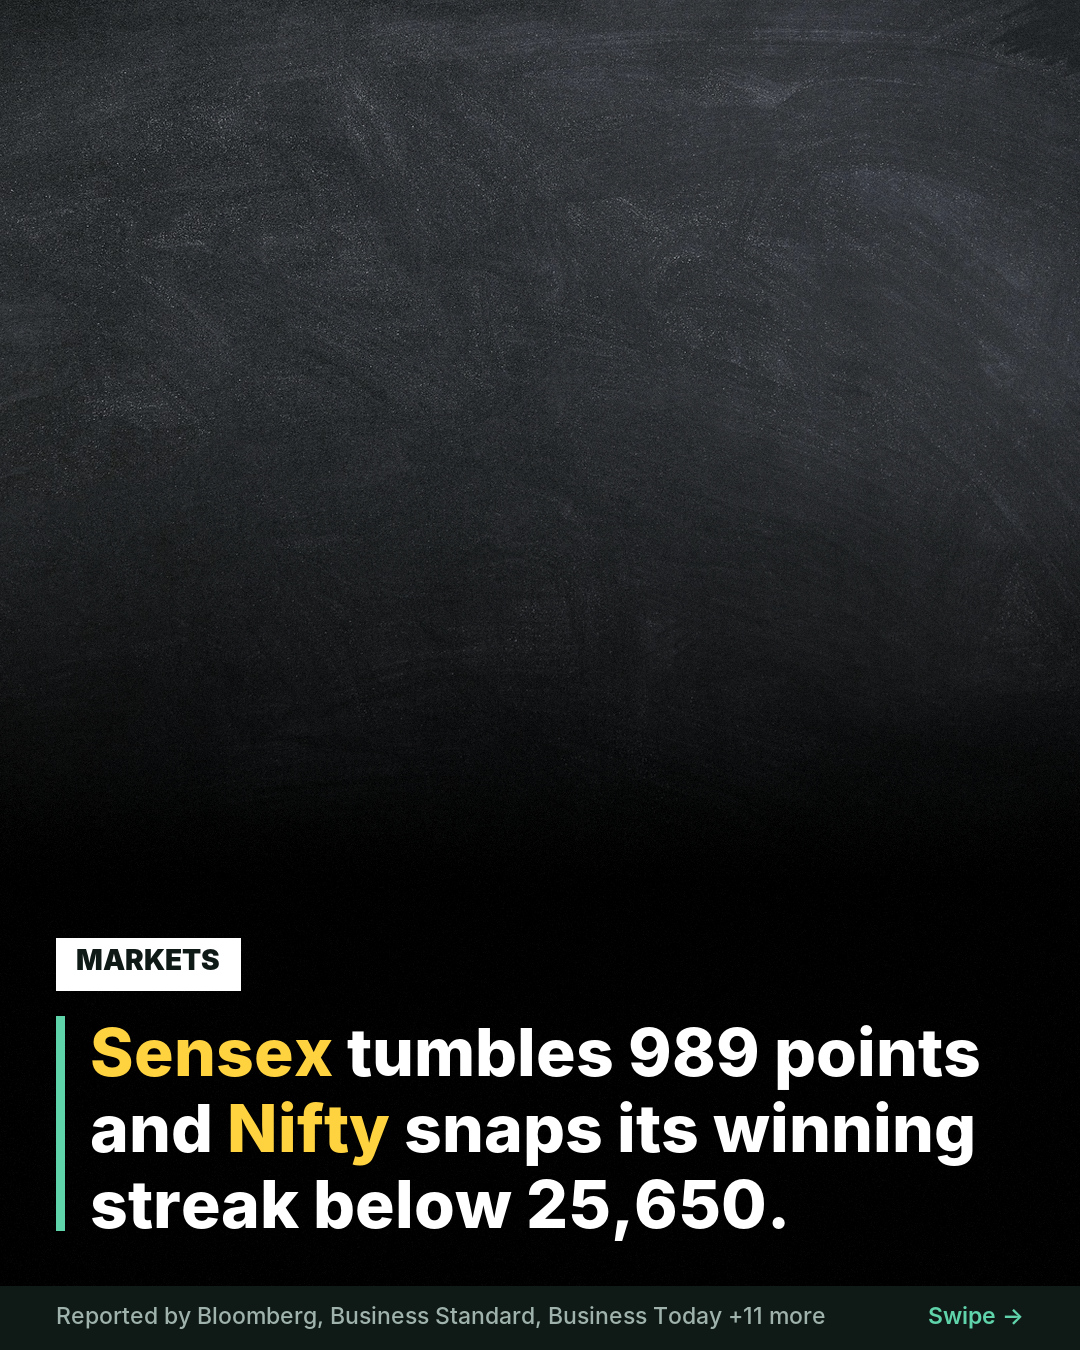 MARKETS
Sensex tumbles 989 points
and Nifty snaps its winning
streak below 25,650.
Reported by Bloomberg, Business Standard, Business Today +11 more
Swipe →